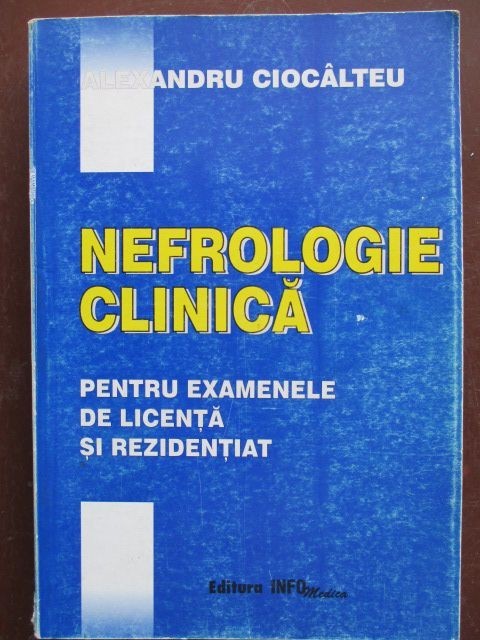 ALEXANDRU CIOCÂLTEU
NEFROLOGIE
CLINICĂ
PENTRU EXAMENELE
DE LICENȚĂ
ȘI REZIDENȚIAT
Editura INFO Medica